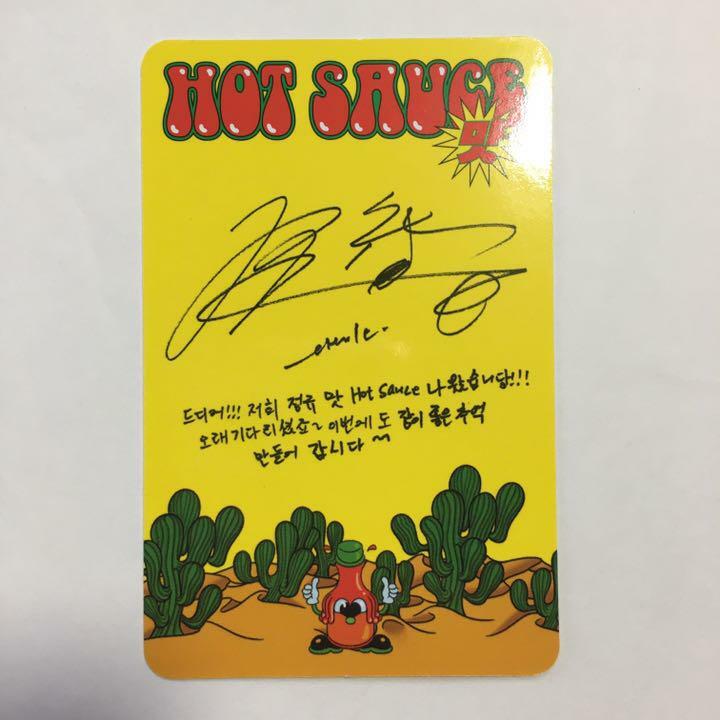 HOT SAUCE
맛
드디어!!! 저희 정규 맛 Hot Sauce 나왔습니당!!!
오래기다리셨죠~ 이번에도 같이 좋은 추억
만들어 갑시다~